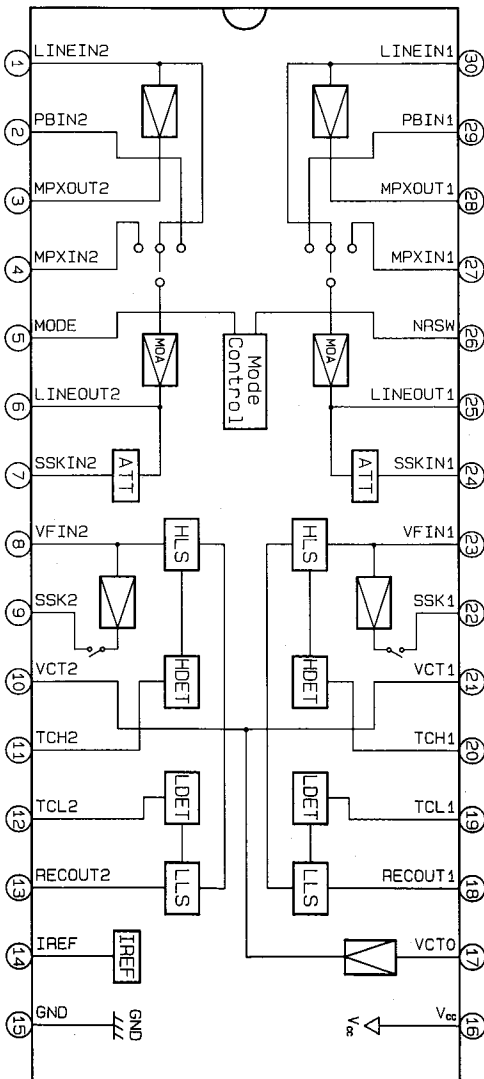 1 LINEIN2
LINEIN1 30
2 PBIN2
PBIN1 29
3 MPXOUT2
MPXOUT1 28
4 MPXIN2
MPXIN1 27
5 MODE
NRSW 26
MOA
Mode
Control
MOA
6 LINEOUT2
LINEOUT1 25
7 SSKIN2
ATT
ATT
SSKIN1 24
8 VFIN2
HLS
HLS
VFIN1 23
9 SSK2
SSK1 22
10 VCT2
HDET
HDET
VCT1 21
11 TCH2
TCH1 20
12 TCL2
LDET
LDET
TCL1 19
13 RECOUT2
LLS
LLS
RECOUT1 18
14 IREF
IREF
VCTO 17
15 GND
GND
Vcc
Vcc 16